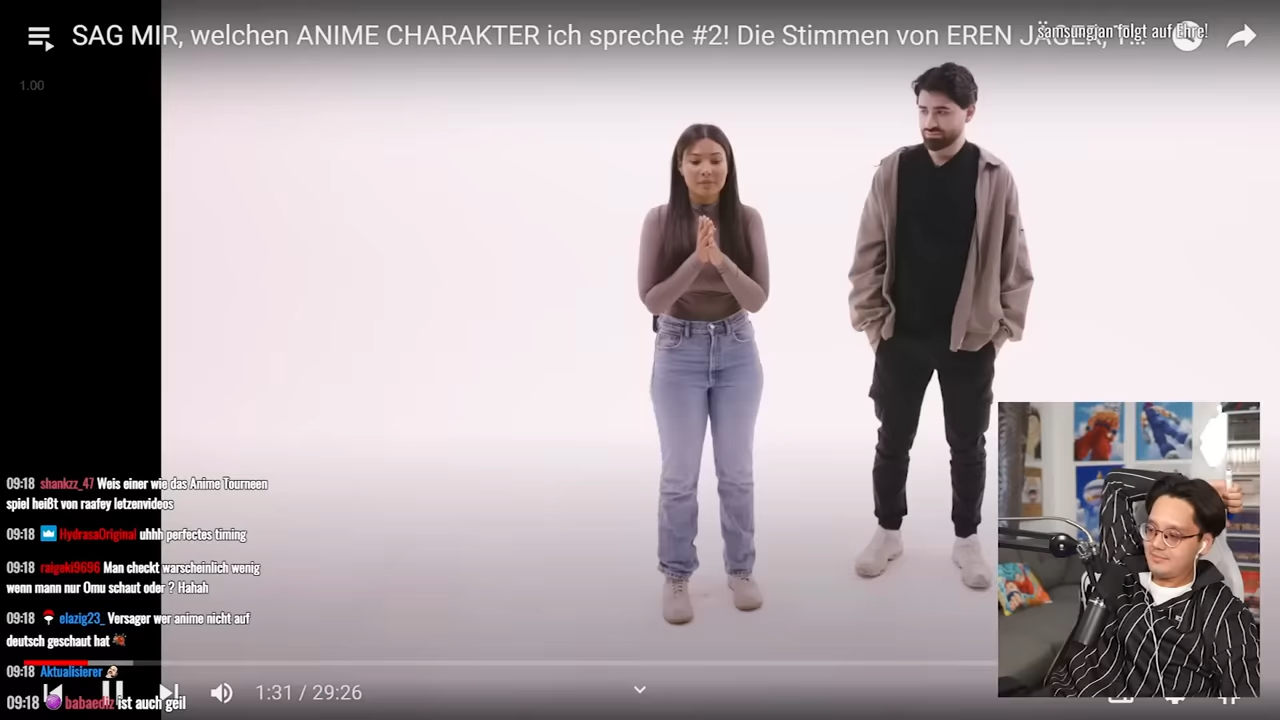 SAG MIR, welchen ANIME CHARAKTER ich spreche #2! Die Stimmen von EREN JÄGER, T...
samsungjan folgt auf Ehre!
1.00
09:18 shankzz_47 Weis einer wie das Anime Tourneen
spiel heißt von raafey letzenvideos
09:18 HydrasaOriginal uhhh perfectes timing
09:18 raigeki9696 Man checkt warscheinlich wenig
wenn mann nur Omu schaut oder ? Hahah
09:18 elazig23_ Versager wer anime nicht auf
deutsch geschaut hat
09:18 Aktualisierer
09:18 babaediz ist auch geil
1:31 / 29:26